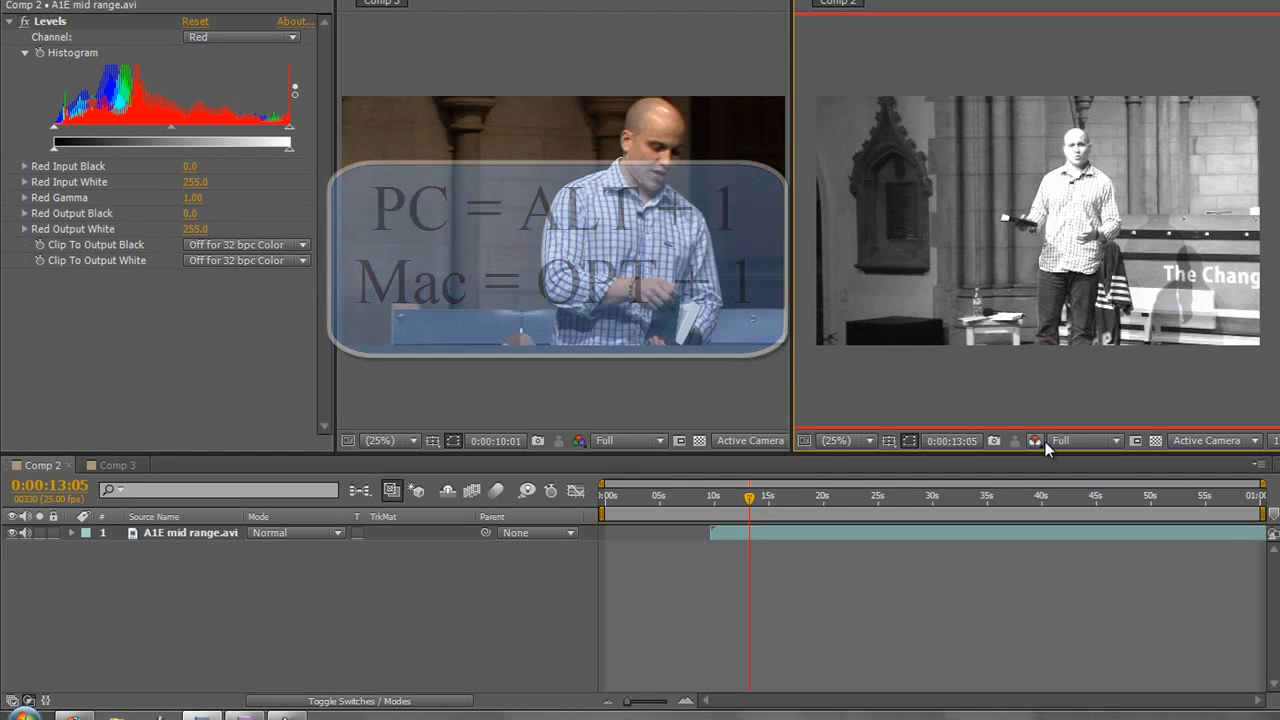 Comp 2 • A1E mid range.avi
fx Levels Reset About...
Channel: Red
Histogram
Red Input Black 0.0
Red Input White 255.0
Red Gamma 1.00
Red Output Black 0.0
Red Output White 255.0
Clip To Output Black Off for 32 bpc Color
Clip To Output White Off for 32 bpc Color
Comp 3
PC = ALT + 1
Mac = OPT + 1
(25%) 0:00:10:01 Full Active Camera
Comp 2
The Chang
(25%) 0:00:13:05 Full Active Camera 1
Comp 2 × Comp 3
0:00:13:05
00330 (25.00 fps)
:00s 05s 10s 15s 20s 25s 30s 35s 40s 45s 50s 55s 01:00
# Source Name Mode T TrkMat Parent
1 A1E mid range.avi Normal None
Toggle Switches / Modes